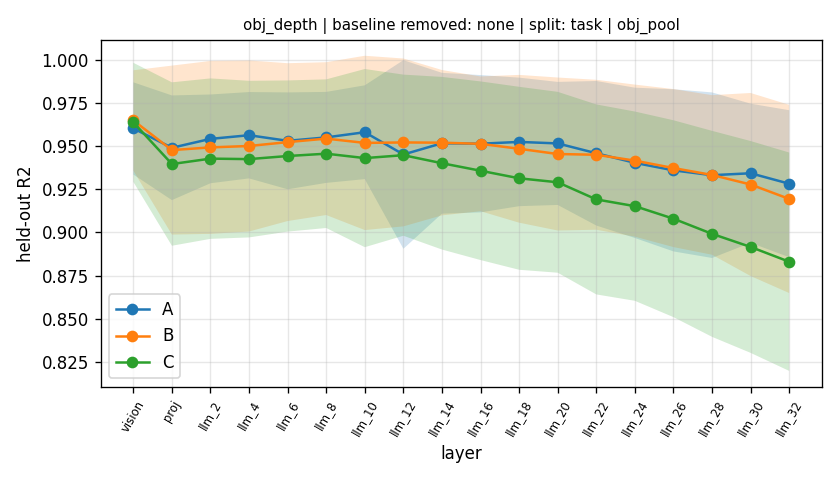 obj_depth | baseline removed: none | split: task | obj_pool
held-out R2
1.000
0.975
0.950
0.925
0.900
0.875
0.850
0.825
A
B
C
vision
proj
llm_2
llm_4
llm_6
llm_8
llm_10
llm_12
llm_14
llm_16
llm_18
llm_20
llm_22
llm_24
llm_26
llm_28
llm_30
llm_32
layer